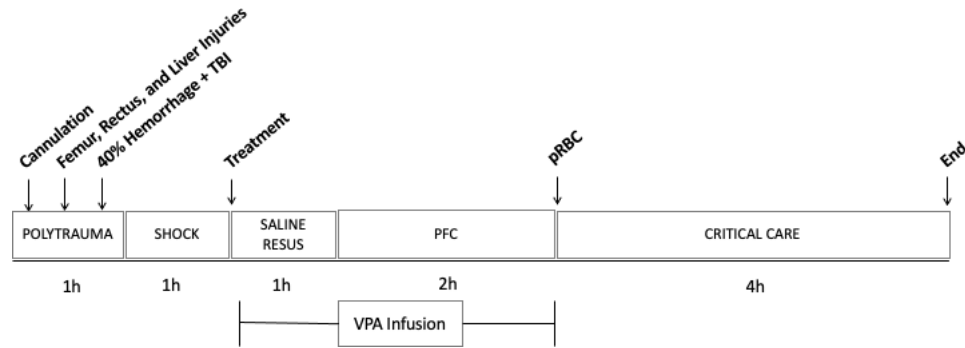 Cannulation
Femur, Rectus, and Liver Injuries
40% Hemorrhage + TBI
Treatment
pRBC
End
POLYTRAUMA
SHOCK
SALINE
RESUS
PFC
CRITICAL CARE
1h
1h
1h
2h
4h
VPA Infusion